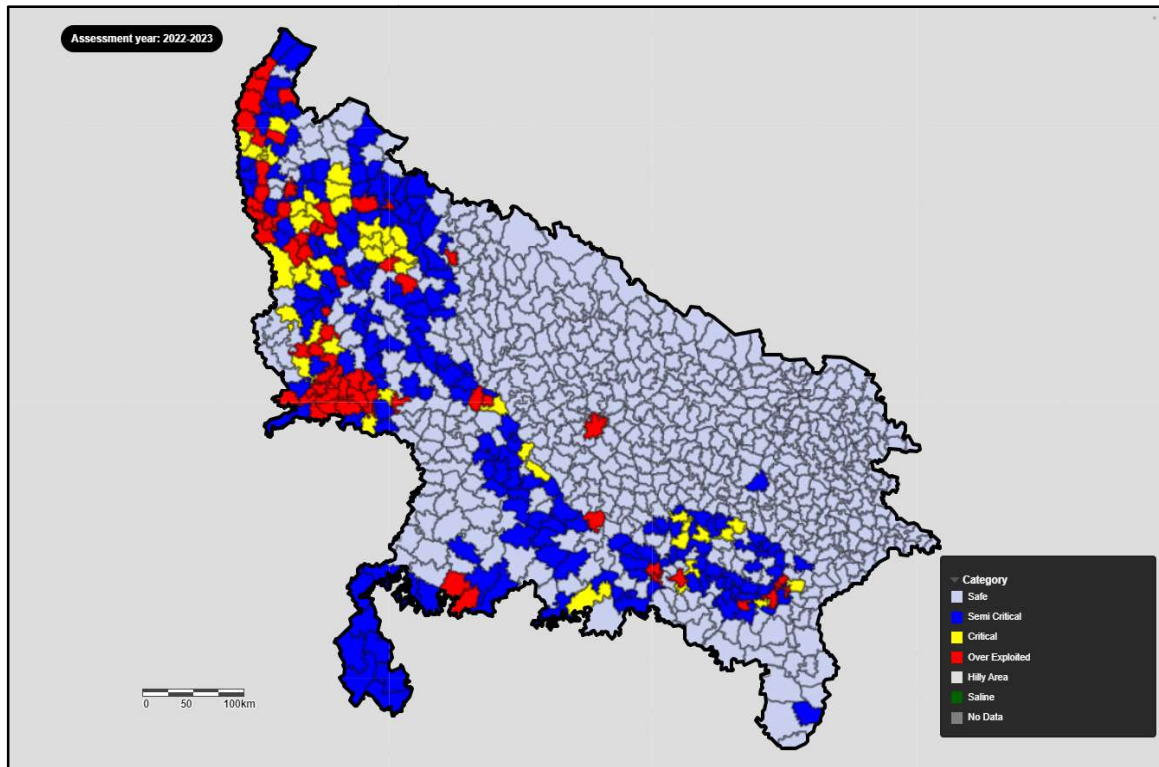 Assessment year: 2022-2023
Category
Safe
Semi Critical
Critical
Over Exploited
Hilly Area
Saline
No Data
0 50 100km